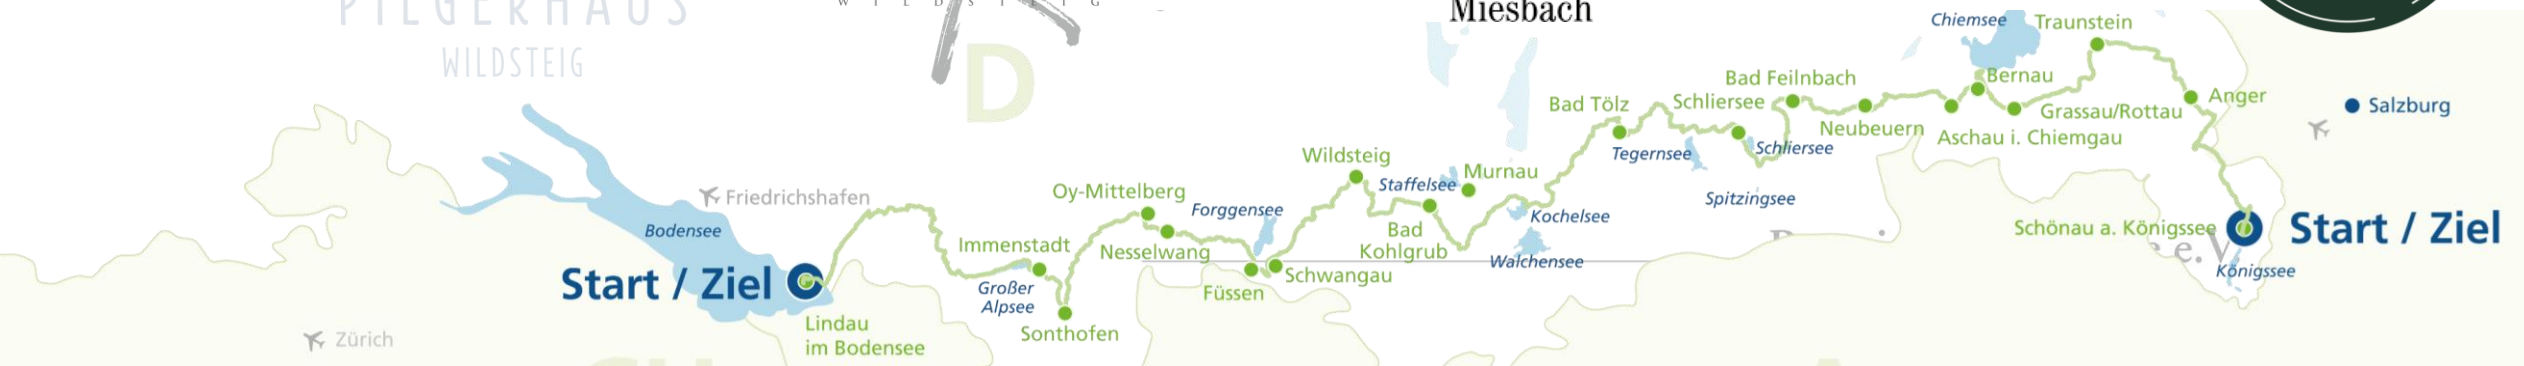 PILGERHAUS
WILDSTEIG
WILDSTEIG
Miesbach
D
Chiemsee
Traunstein
Bad Feilnbach
Bernau
Bad Tölz
Schliersee
Anger
Salzburg
Grassau/Rottau
Neubeuern
Aschau i. Chiemgau
Schliersee
Tegernsee
Wildsteig
Murnau
Staffelsee
Oy-Mittelberg
Friedrichshafen
Spitzingsee
Forggensee
Kochelsee
Bodensee
Bad
Kohlgrub
Schönau a. Königssee
Start / Ziel
Immenstadt
Nesselwang
Walchensee
e.V
Königssee
Schwangau
Start / Ziel
Großer
Alpsee
Füssen
Lindau
im Bodensee
Sonthofen
Zürich